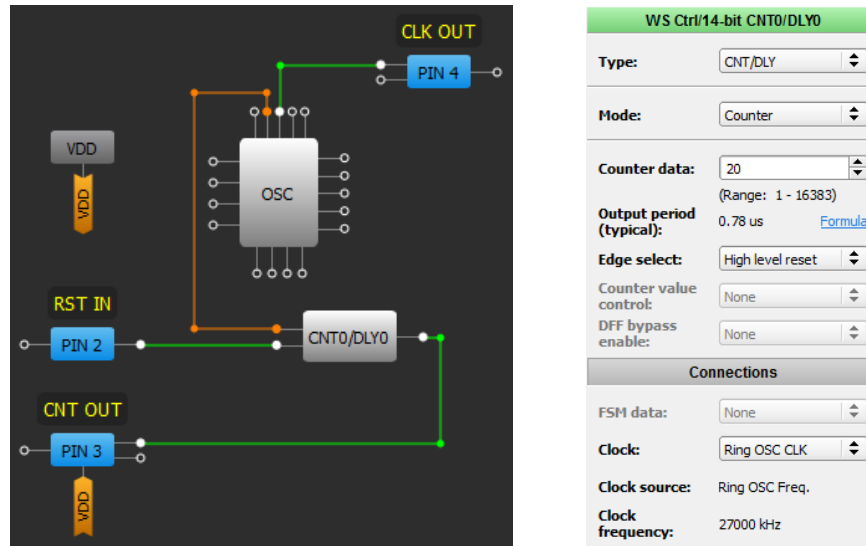 CLK OUT
PIN 4
VDD
VDD
OSC
RST IN
PIN 2
CNT0/DLY0
CNT OUT
PIN 3
VDD
WS Ctrl/14-bit CNT0/DLY0
Type: CNT/DLY
Mode: Counter
Counter data: 20
(Range: 1 - 16383)
Output period
(typical): 0.78 us Formula
Edge select: High level reset
Counter value
control: None
DFF bypass
enable: None
Connections
FSM data: None
Clock: Ring OSC CLK
Clock source: Ring OSC Freq.
Clock
frequency: 27000 kHz